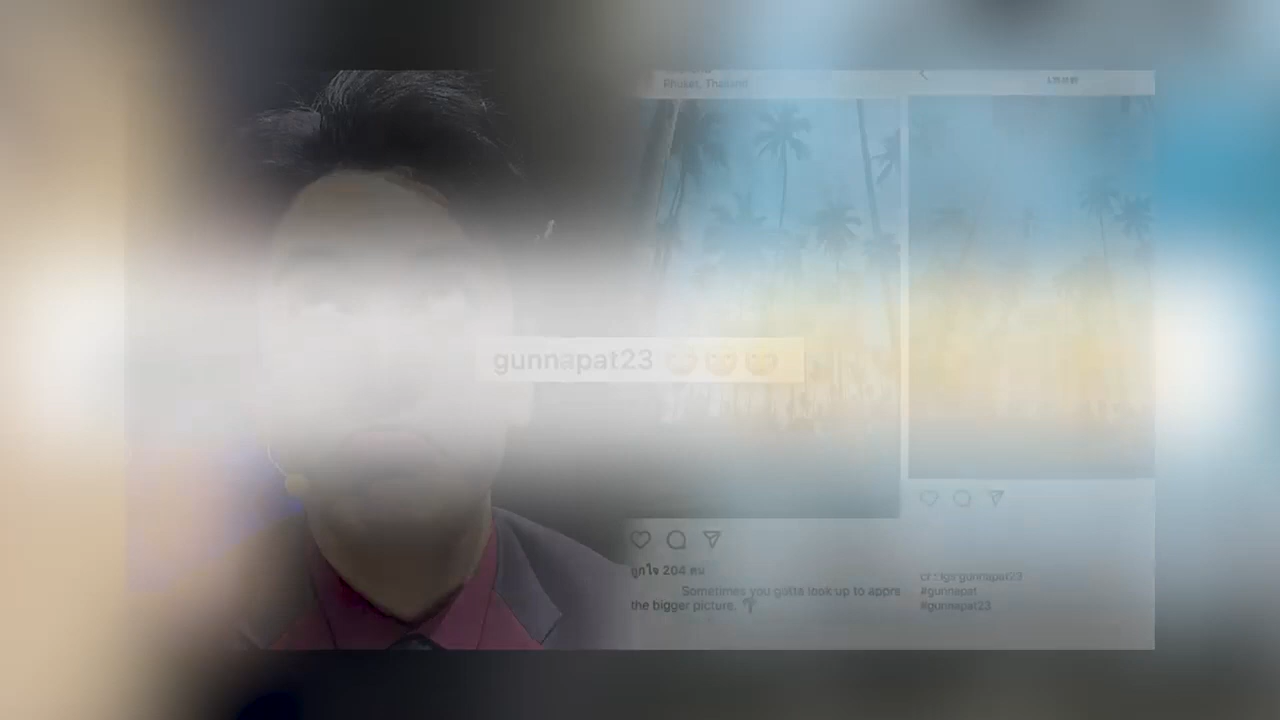 Phuket, Thailand
gunnapat23 😍😍😍
ถูกใจ 204 คน
Sometimes you gotta look up to appre
the bigger picture. 🌴
cr : Igs gunnapat23
#gunnapat
#gunnapat23